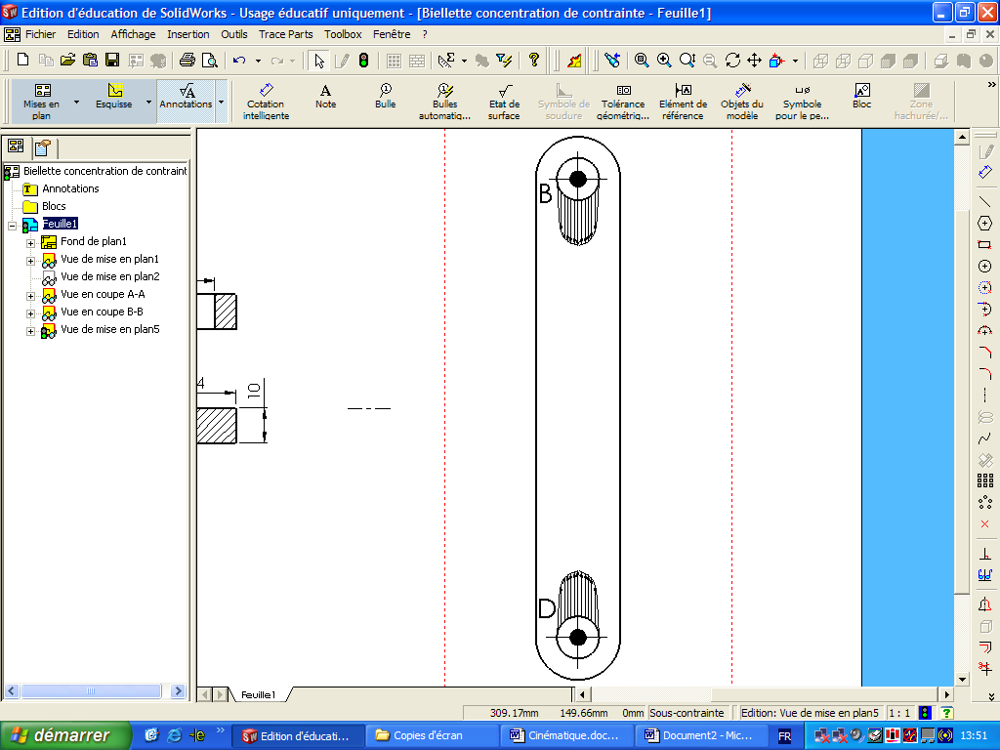 Edition d'éducation de SolidWorks - Usage éducatif uniquement - [Biellette concentration de contrainte - Feuille1]
Fichier Edition Affichage Insertion Outils Trace Parts Toolbox Fenêtre ?
Mises en plan
Esquisse
Annotations
Cotation intelligente
Note
Bulle
Bulles automatiq...
Etat de surface
Symbole de soudure
Tolérance géométriq...
Elément de référence
Objets du modèle
Symbole pour le pe...
Bloc
Zone hachurée/...
Biellette concentration de contraint
Annotations
Blocs
Feuille1
Fond de plan1
Vue de mise en plan1
Vue de mise en plan2
Vue en coupe A-A
Vue en coupe B-B
Vue de mise en plan5
B
4
10
D
Feuille1
309.17mm 149.66mm 0mm Sous-contrainte Edition: Vue de mise en plan5 1 : 1
démarrer
Edition d'éducati...
Copies d'écran
Cinématique.doc...
Document2 - Mic...
FR
13:51